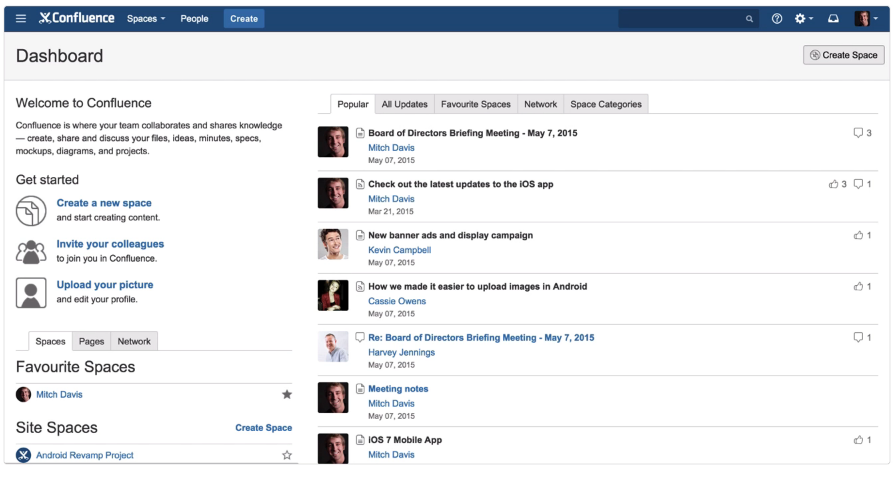 Confluence Spaces People Create
Dashboard
Create Space
Welcome to Confluence
Confluence is where your team collaborates and shares knowledge
— create, share and discuss your files, ideas, minutes, specs,
mockups, diagrams, and projects.
Get started
Create a new space
and start creating content.
Invite your colleagues
to join you in Confluence.
Upload your picture
and edit your profile.
Spaces Pages Network
Favourite Spaces
Mitch Davis
Site Spaces Create Space
Android Revamp Project
Popular All Updates Favourite Spaces Network Space Categories
Board of Directors Briefing Meeting - May 7, 2015 3
Mitch Davis
May 07, 2015
Check out the latest updates to the iOS app 3 1
Mitch Davis
Mar 21, 2015
New banner ads and display campaign 1
Kevin Campbell
May 07, 2015
How we made it easier to upload images in Android 1
Cassie Owens
May 07, 2015
Re: Board of Directors Briefing Meeting - May 7, 2015 1
Harvey Jennings
May 07, 2015
Meeting notes
Mitch Davis
May 07, 2015
iOS 7 Mobile App 1
Mitch Davis